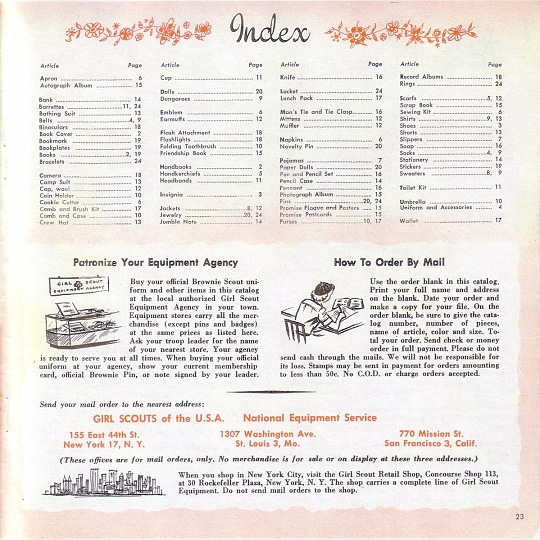 Index
Article Page
Apron 6
Autograph Album 15
Bank 14
Barrettes 11, 24
Bathing Suit 13
Belts 4, 9
Binoculars 18
Book Cover 2
Bookmark 19
Bookplates 19
Books 2, 19
Bracelets 24
Camera 18
Camp Suit 13
Cap, wool 12
Coin Holder 10
Cookie Cutter 6
Comb and Brush Kit 17
Comb and Case 10
Crew Hat 13
Article Page
Cup 11
Dolls 20
Dungarees 9
Emblem 6
Earmuffs 12
Flash Attachment 18
Flashlights 18
Folding Toothbrush 10
Friendship Book 15
Handbooks 2
Handkerchiefs 5
Headbands 11
Insignia 3
Jackets 8, 12
Jewelry 20, 24
Jumble Note 14
Article Page
Knife 16
Locket 24
Lunch Pack 17
Man's Tie and Tie Clasp 16
Mittens 12
Muffler 12
Napkins 6
Novelty Pin 20
Pajamas 7
Paper Dolls 20
Pen and Pencil Set 16
Pencil Case 14
Pennant 16
Photograph Album 15
Pins 20, 24
Promise Plaque and Posters 15
Promise Postcards 15
Purses 10, 17
Article Page
Record Albums 18
Rings 24
Scarfs 5, 12
Scrap Book 15
Sewing Kit 6
Shirts 9, 13
Shoes 3
Shorts 13
Slippers 7
Soap 16
Socks 4, 9
Stationery 14
Stickers 19
Sweaters 8, 9
Toilet Kit 11
Umbrella 10
Uniform and Accessories 4
Wallet 17
Patronize Your Equipment Agency
GIRL SCOUT
EQUIPMENT AGENCY
Buy your official Brownie Scout uni-
form and other items in this catalog
at the local authorized Girl Scout
Equipment Agency in your town.
Equipment stores carry all the mer-
chandise (except pins and badges)
at the same prices as listed here.
Ask your troop leader for the name
of your nearest store. Your agency
is ready to serve you at all times. When buying your official
uniform at your agency, show your current membership
card, official Brownie Pin, or note signed by your leader.
How To Order By Mail
Use the order blank in this catalog.
Print your full name and address
on the blank. Date your order and
make a copy for your file. On the
order blank, be sure to give the cata-
log number, number of pieces,
name of article, color and size. To-
tal your order. Send check or money
order in full payment. Please do not
send cash through the mails. We will not be responsible for
its loss. Stamps may be sent in payment for orders amounting
to less than 50c. No C.O.D. or charge orders accepted.
Send your mail order to the nearest address:
GIRL SCOUTS of the U.S.A. National Equipment Service
155 East 44th St.
New York 17, N. Y.
1307 Washington Ave.
St. Louis 3, Mo.
770 Mission St.
San Francisco 3, Calif.
(These offices are for mail orders, only. No merchandise is for sale or on display at these three addresses.)
When you shop in New York City, visit the Girl Scout Retail Shop, Concourse Shop 113,
at 30 Rockefeller Plaza, New York, N. Y. The shop carries a complete line of Girl Scout
Equipment. Do not send mail orders to the shop.
23